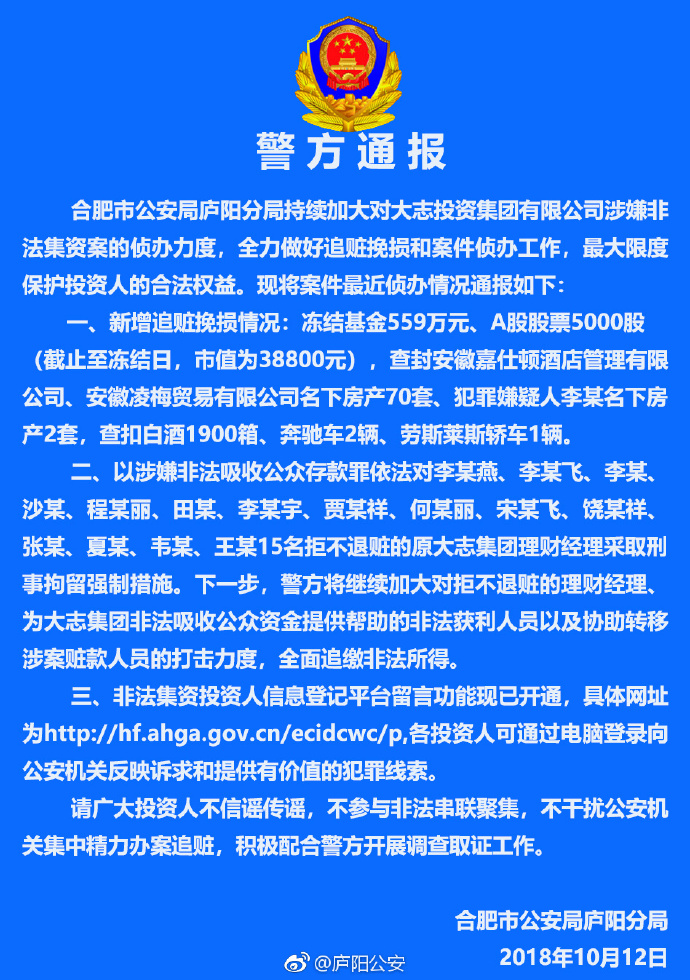 警方通报
合肥市公安局庐阳分局持续加大对大志投资集团有限公司涉嫌非
法集资案的侦办力度，全力做好追赃挽损和案件侦办工作，最大限度
保护投资人的合法权益。现将案件最近侦办情况通报如下：
一、新增追赃挽损情况：冻结基金559万元、A股股票5000股
（截止至冻结日，市值为38800元），查封安徽嘉仕顿酒店管理有限
公司、安徽凌梅贸易有限公司名下房产70套、犯罪嫌疑人李某名下房
产2套，查扣白酒1900箱、奔驰车2辆、劳斯莱斯轿车1辆。
二、以涉嫌非法吸收公众存款罪依法对李某燕、李某飞、李某、
沙某、程某丽、田某、李某宇、贾某祥、何某丽、宋某飞、饶某祥、
张某、夏某、韦某、王某15名拒不退赃的原大志集团理财经理采取刑
事拘留强制措施。下一步，警方将继续加大对拒不退赃的理财经理、
为大志集团非法吸收公众资金提供帮助的非法获利人员以及协助转移
涉案赃款人员的打击力度，全面追缴非法所得。
三、非法集资投资人信息登记平台留言功能现已开通，具体网址
为http://hf.ahga.gov.cn/ecidcwc/p,各投资人可通过电脑登录向
公安机关反映诉求和提供有价值的犯罪线索。
请广大投资人不信谣传谣，不参与非法串联聚集，不干扰公安机
关集中精力办案追赃，积极配合警方开展调查取证工作。
合肥市公安局庐阳分局
2018年10月12日
@庐阳公安